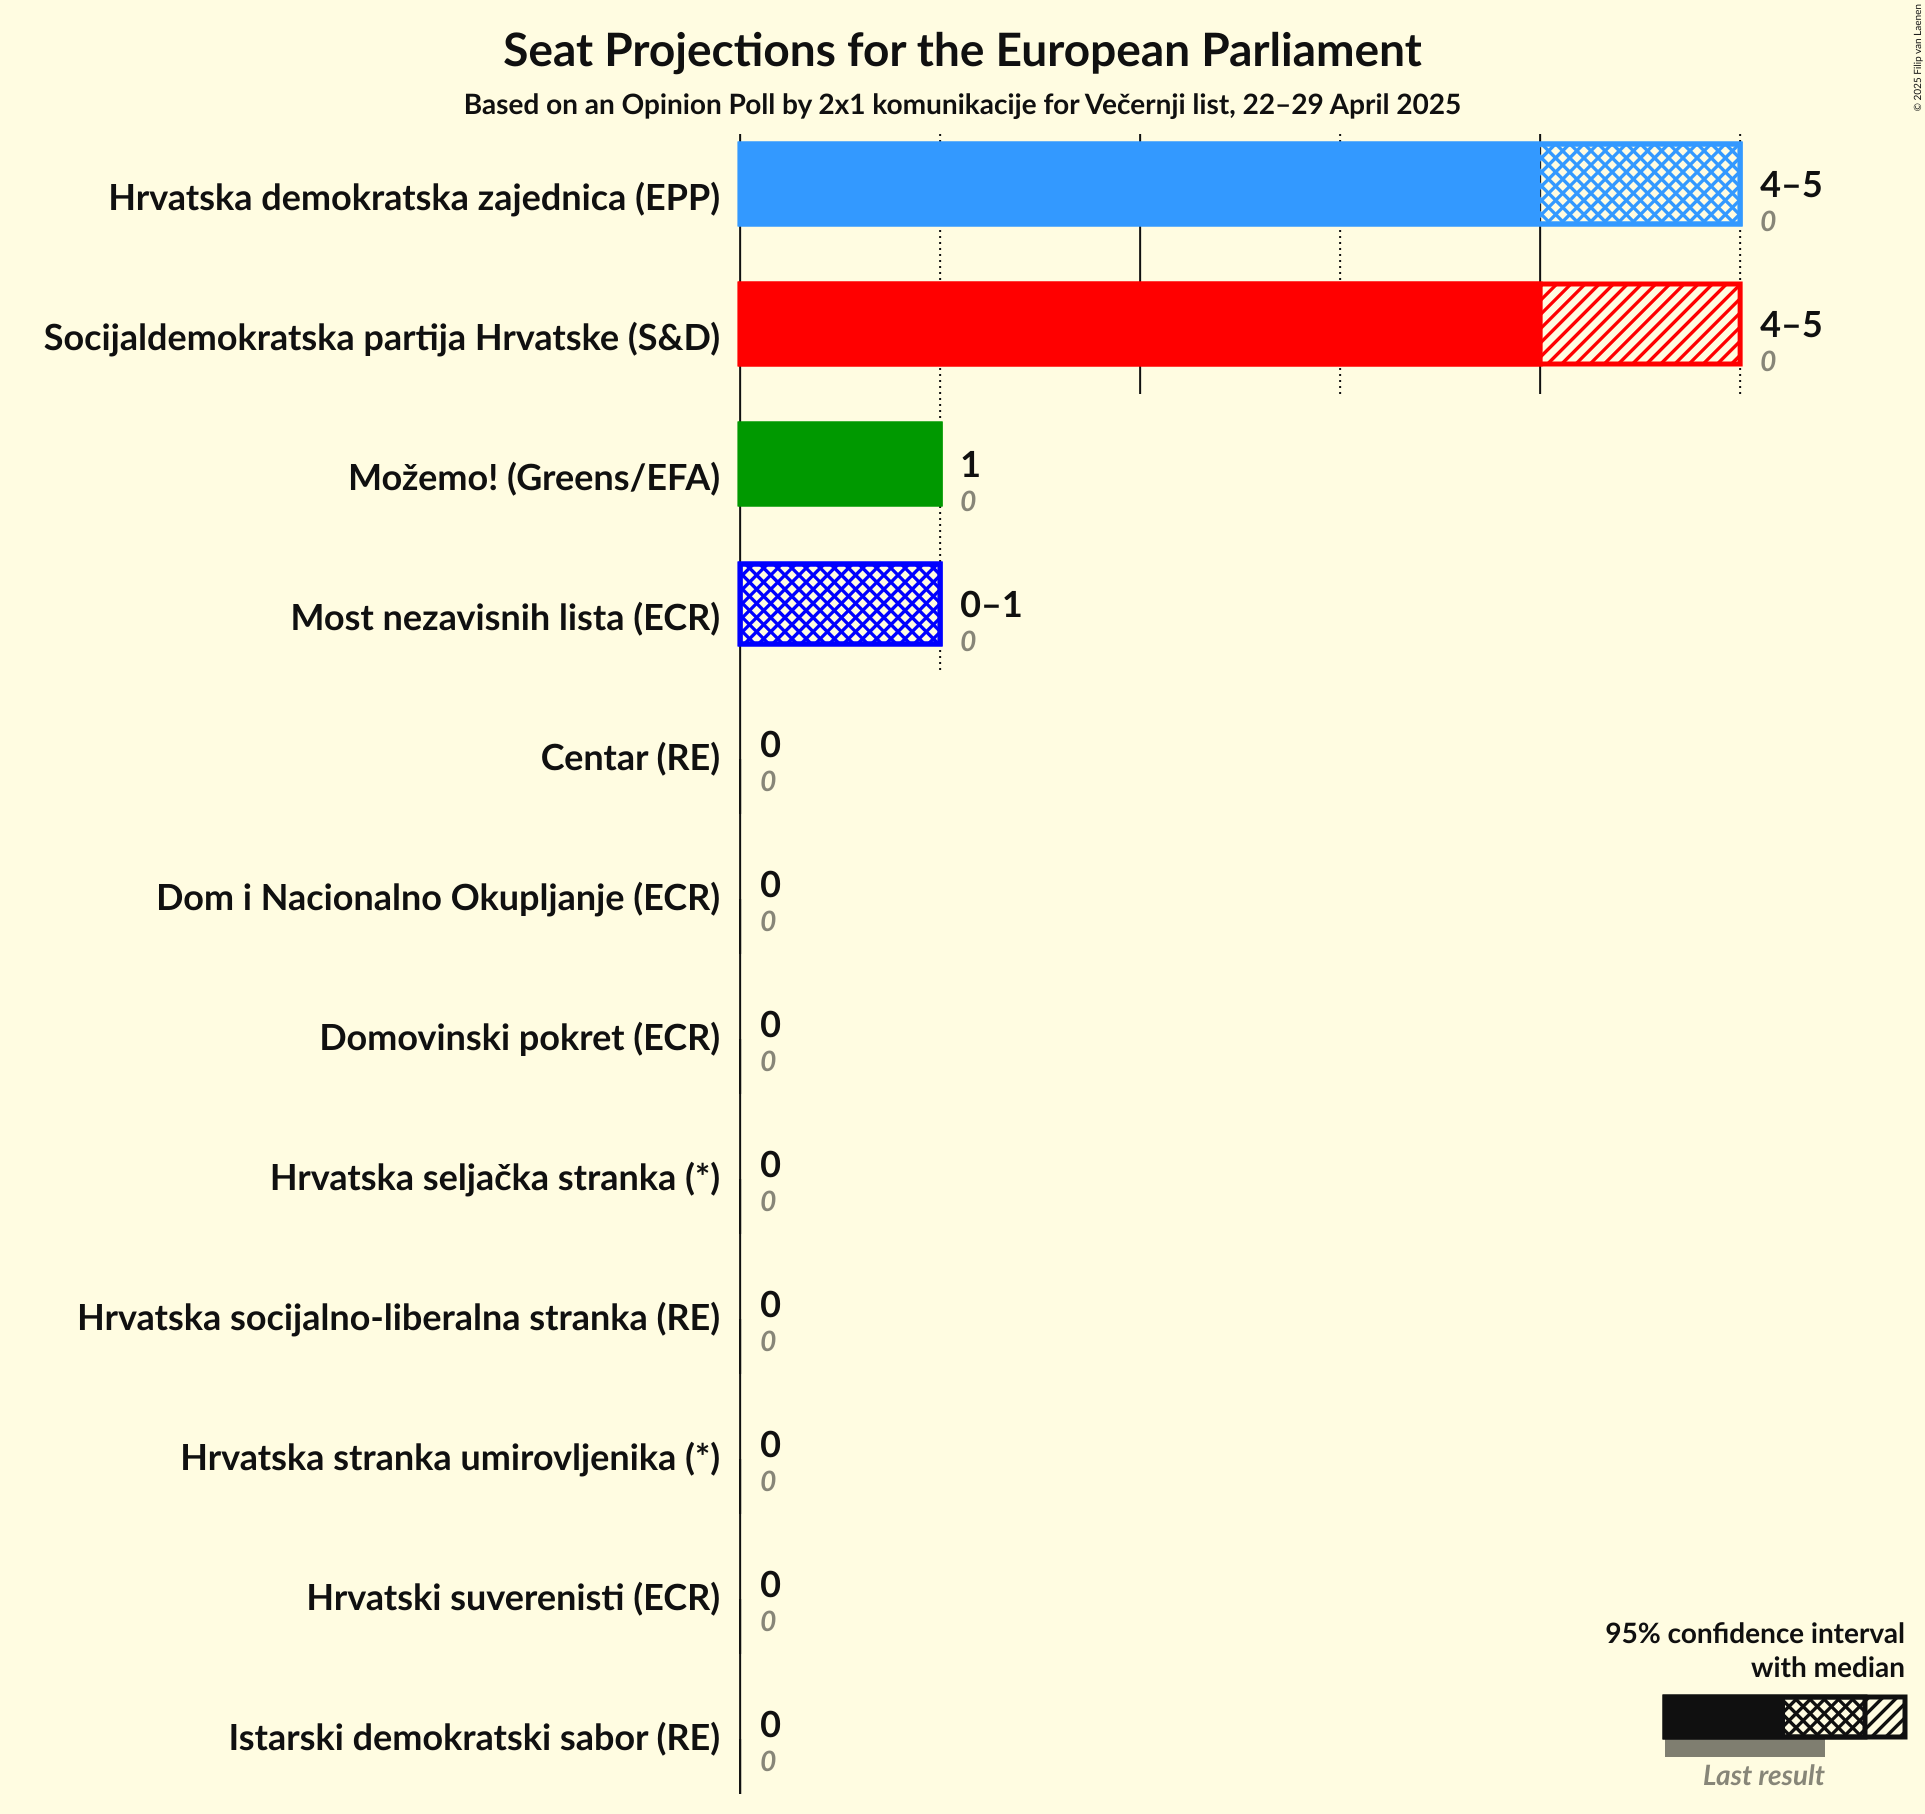 Seat Projections for the European Parliament
Based on an Opinion Poll by 2x1 komunikacije for Večernji list, 22–29 April 2025
© 2025 Filip van Laenen
Hrvatska demokratska zajednica (EPP)
4–5
0
Socijaldemokratska partija Hrvatske (S&D)
4–5
0
Možemo! (Greens/EFA)
1
0
Most nezavisnih lista (ECR)
0–1
0
Centar (RE)
0
0
Dom i Nacionalno Okupljanje (ECR)
0
0
Domovinski pokret (ECR)
0
0
Hrvatska seljačka stranka (*)
0
0
Hrvatska socijalno-liberalna stranka (RE)
0
0
Hrvatska stranka umirovljenika (*)
0
0
Hrvatski suverenisti (ECR)
0
0
Istarski demokratski sabor (RE)
0
0
95% confidence interval
with median
Last result